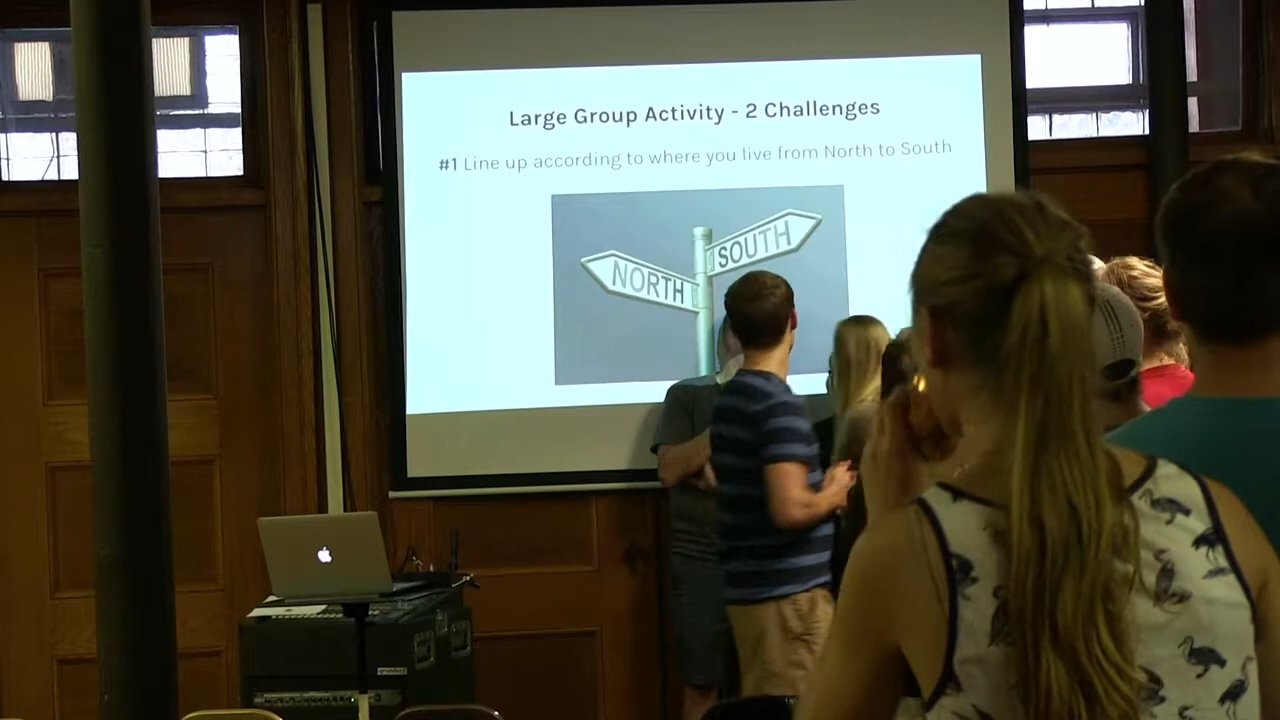 Large Group Activity - 2 Challenges
#1 Line up according to where you live from North to South
SOUTH
NORTH